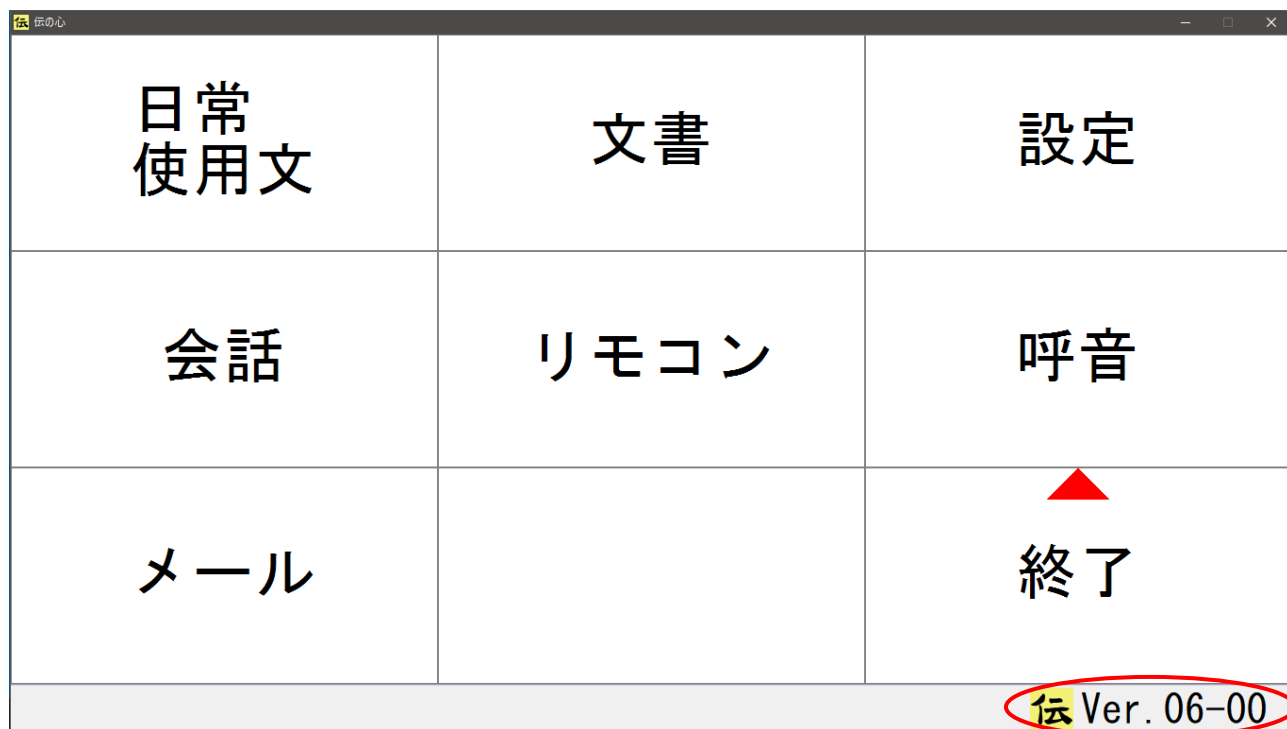 伝 伝の心
日常
使用文
文書
設定
会話
リモコン
呼音
メール
終了
伝 Ver.06-00